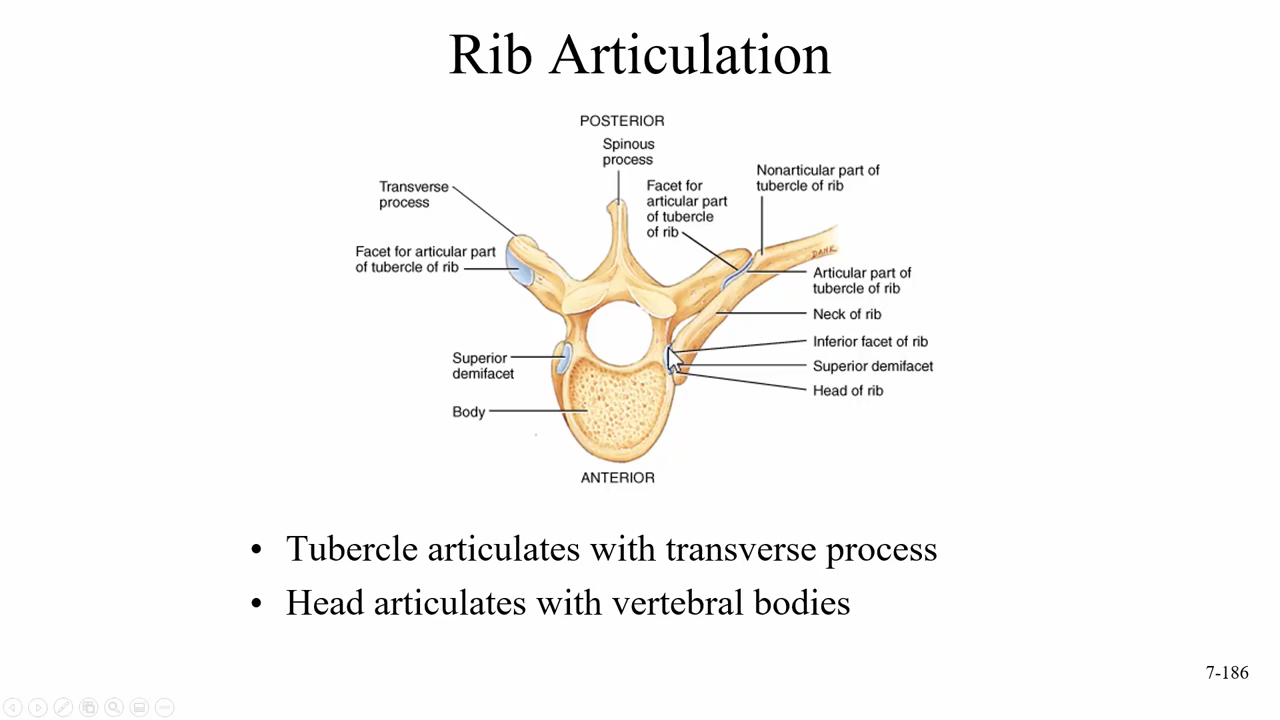 Rib Articulation
POSTERIOR
Spinous
process
Transverse
process
Facet for
articular part
of tubercle
of rib
Nonarticular part of
tubercle of rib
Facet for articular part
of tubercle of rib
DANK
Articular part of
tubercle of rib
Neck of rib
Inferior facet of rib
Superior
demifacet
Superior demifacet
Head of rib
Body
ANTERIOR
• Tubercle articulates with transverse process
• Head articulates with vertebral bodies
7-186